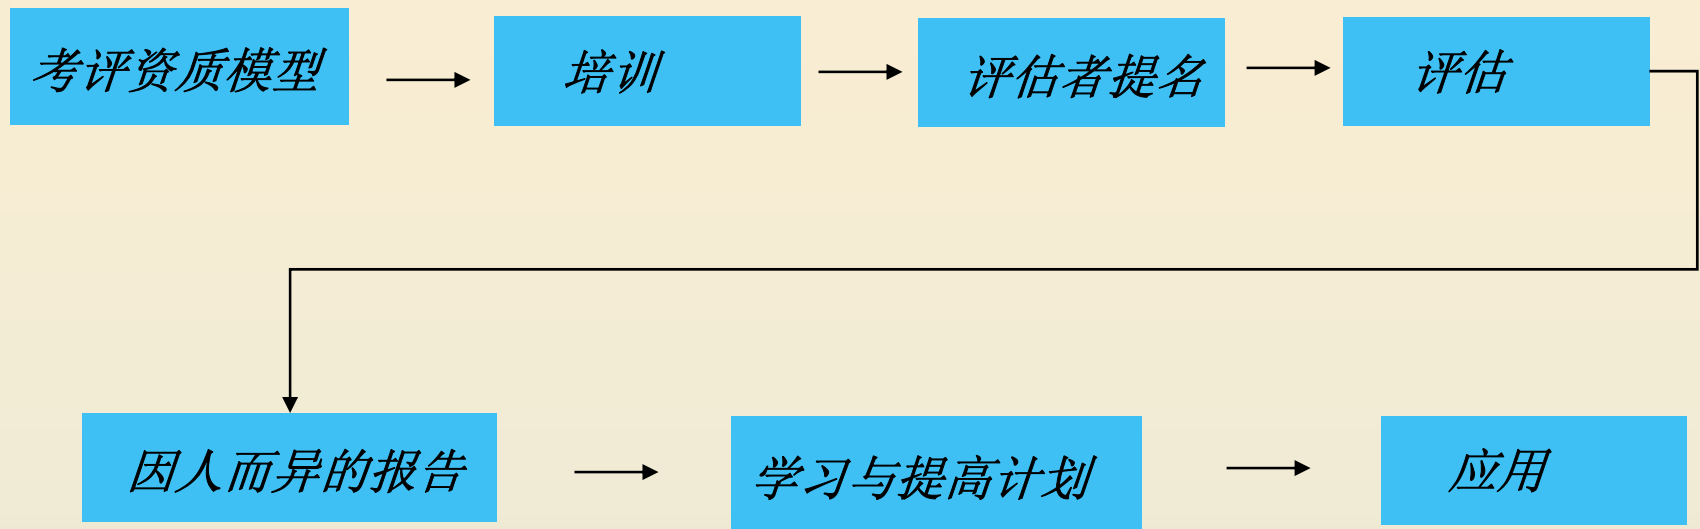 考评资质模型
培训
评估者提名
评估
因人而异的报告
学习与提高计划
应用